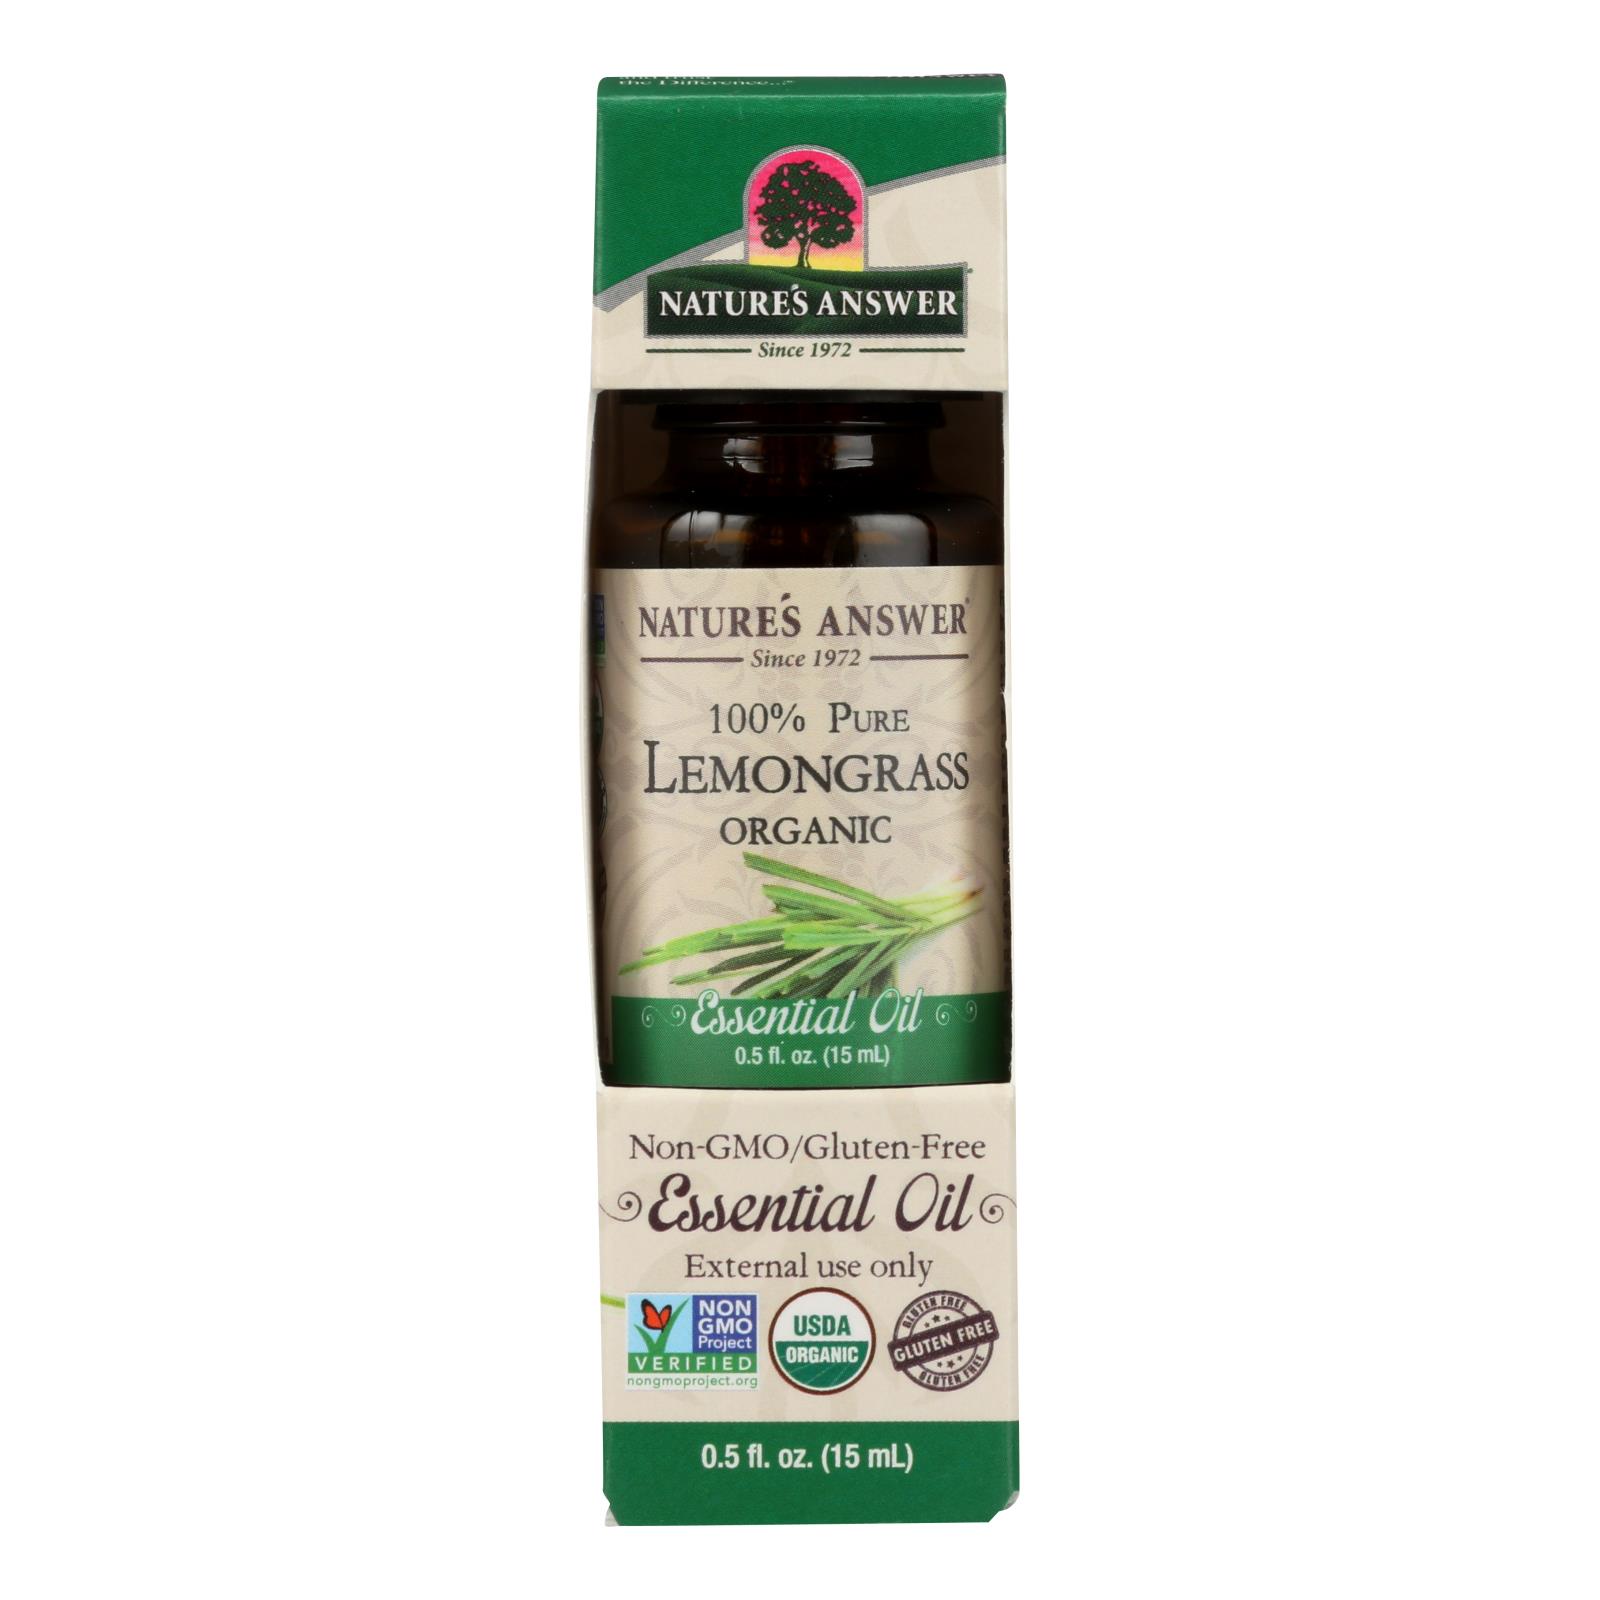 the Difference...®
NATURE'S ANSWER
Since 1972
NATURE'S ANSWER®
Since 1972
100% PURE
LEMONGRASS
ORGANIC
Essential Oil
0.5 fl. oz. (15 mL)
Non-GMO/Gluten-Free
Essential Oil
External use only
NON
GMO
Project
VERIFIED
nongmoproject.org
USDA
ORGANIC
GLUTEN FREE
GLUTEN FREE
GLUTEN FREE
0.5 fl. oz. (15 mL)